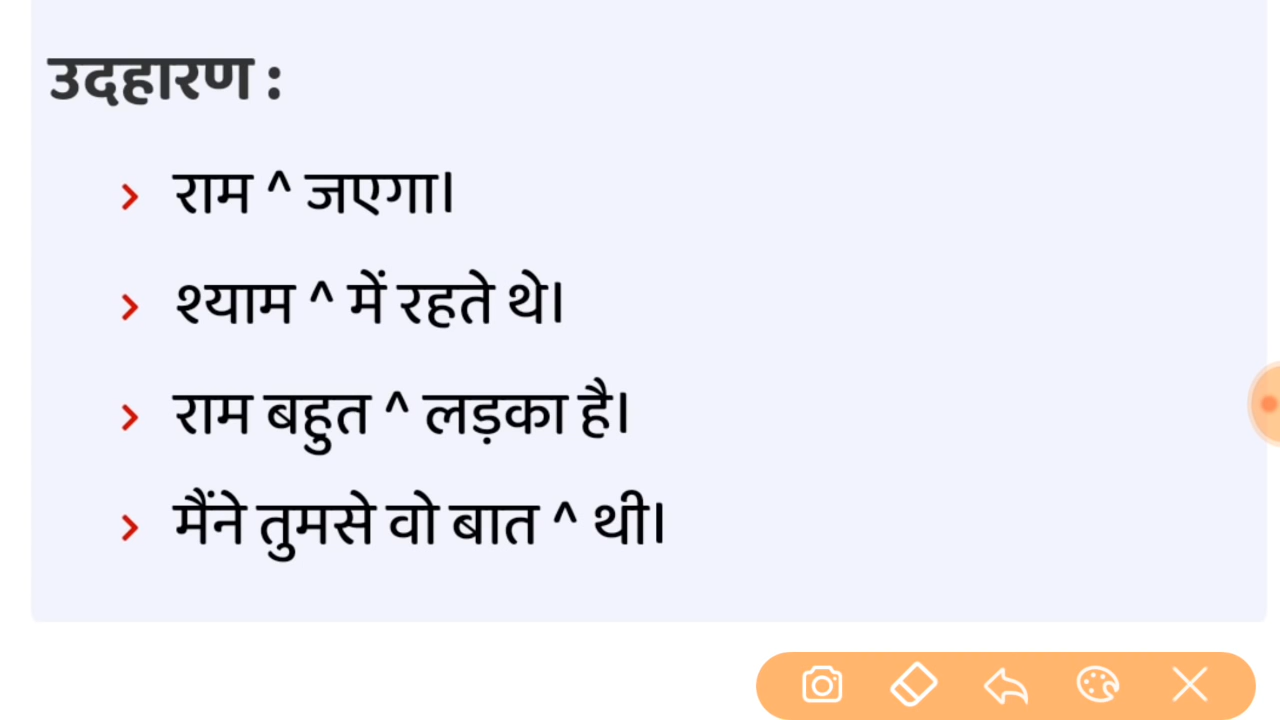 उदहारण :
राम ^ जएगा।
श्याम ^ में रहते थे।
राम बहुत ^ लड़का है।
मैंने तुमसे वो बात ^ थी।